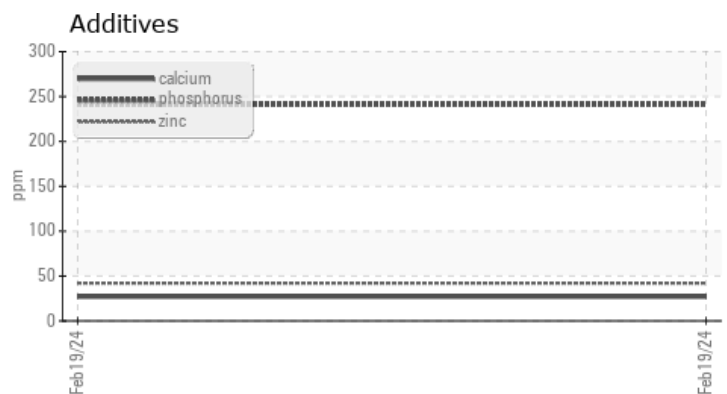 Additives
300
250
200
150
100
50
0
ppm
calcium
phosphorus
zinc
Feb19/24
Feb19/24